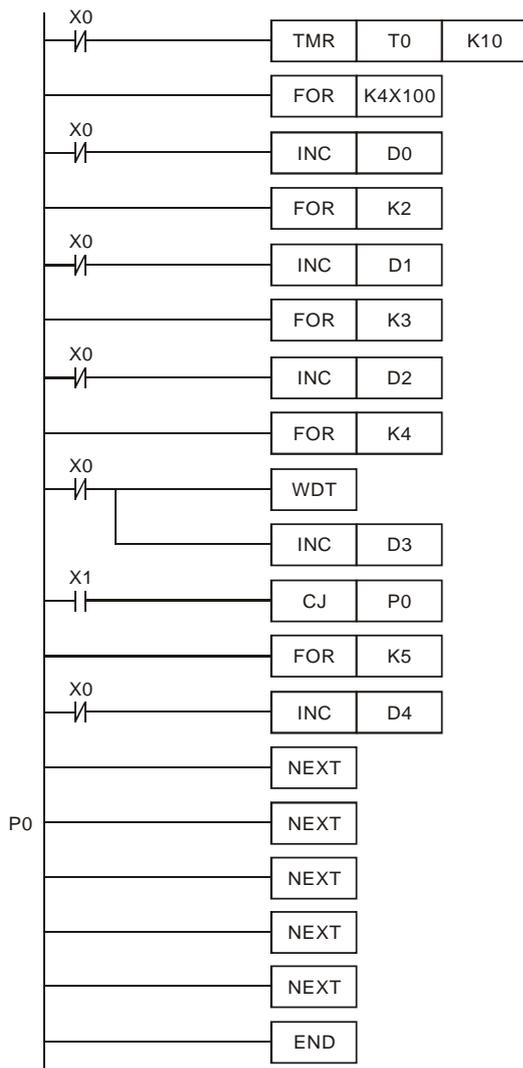 X0
TMR T0 K10
FOR K4X100
X0
INC D0
FOR K2
X0
INC D1
FOR K3
X0
INC D2
FOR K4
X0
WDT
INC D3
X1
CJ P0
FOR K5
X0
INC D4
NEXT
P0 NEXT
NEXT
NEXT
NEXT
END